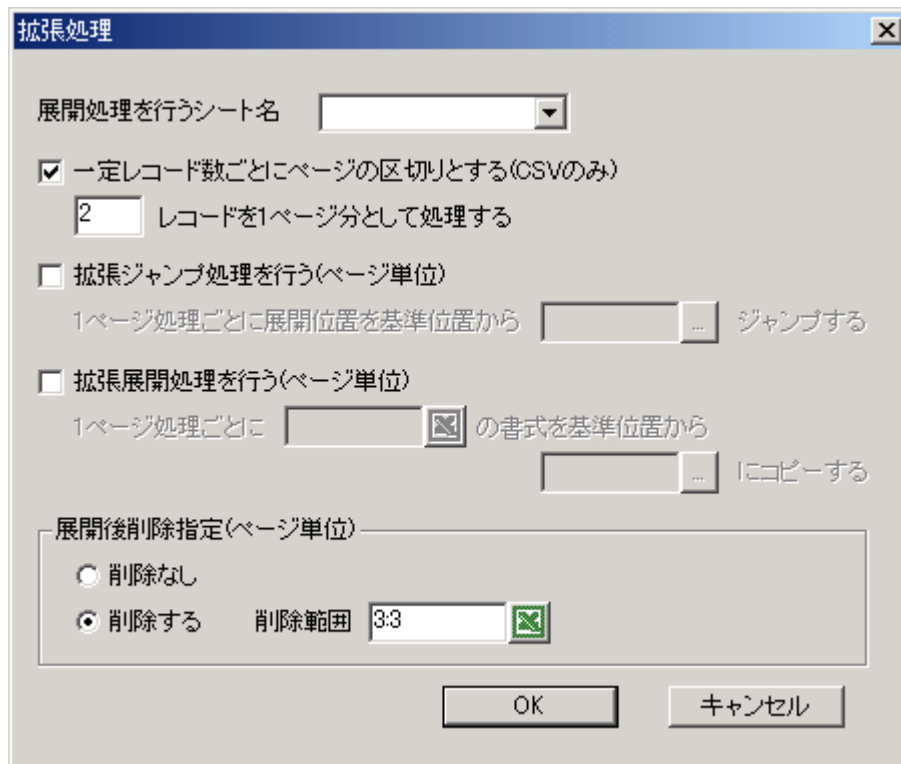 拡張処理
展開処理を行うシート名
一定レコード数ごとにページの区切りとする(CSVのみ)
2 レコードを1ページ分として処理する
拡張ジャンプ処理を行う(ページ単位)
1ページ処理ごとに展開位置を基準位置から ... ジャンプする
拡張展開処理を行う(ページ単位)
1ページ処理ごとに の書式を基準位置から
... にコピーする
展開後削除指定(ページ単位)
削除なし
削除する 削除範囲 3:3
OK キャンセル